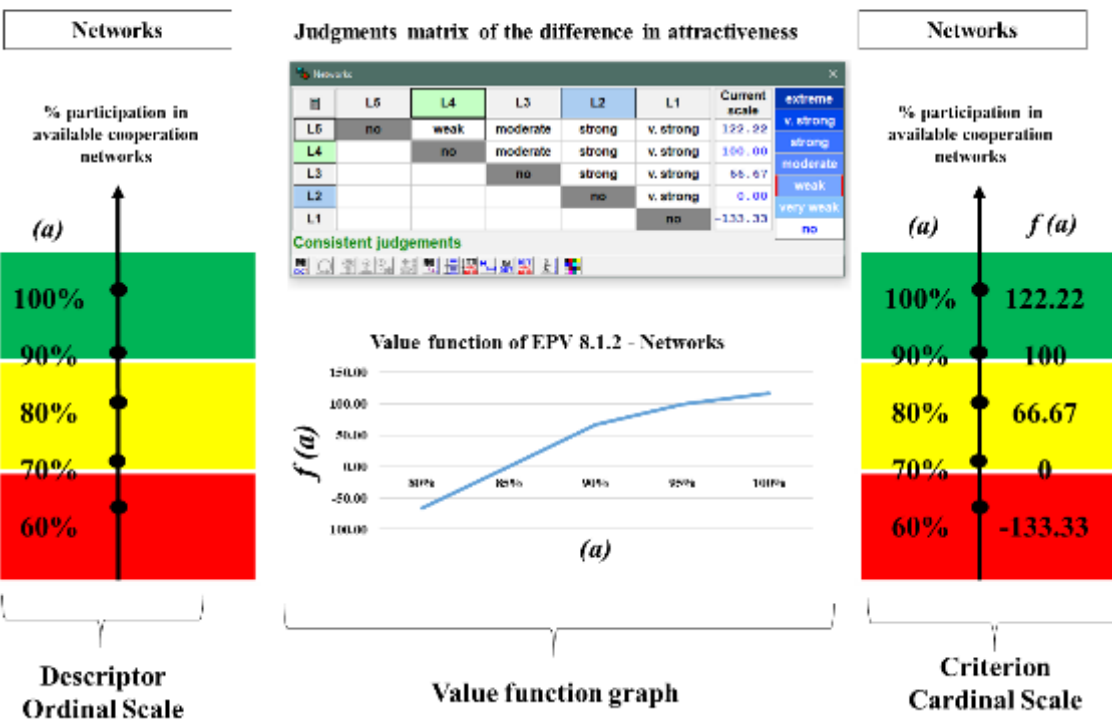 Networks
% participation in
available cooperation
networks
(a)
100%
90%
80%
70%
60%
Descriptor
Ordinal Scale
Judgments matrix of the difference in attractiveness
Networks
L5 L4 L3 L2 L1 Current scale
L5 no weak moderate strong v. strong 122.22
L4 no moderate strong v. strong 100.00
L3 no strong v. strong 66.67
L2 no v. strong 0.00
L1 no -133.33
extreme
v. strong
strong
moderate
weak
very weak
no
Consistent judgements
Value function of EPV 8.1.2 - Networks
f (a)
150.00
100.00
50.00
0.00
-50.00
100.00
80% 85% 90% 95% 100%
(a)
Value function graph
Networks
% participation in
available cooperation
networks
(a) f (a)
100% 122.22
90% 100
80% 66.67
70% 0
60% -133.33
Criterion
Cardinal Scale